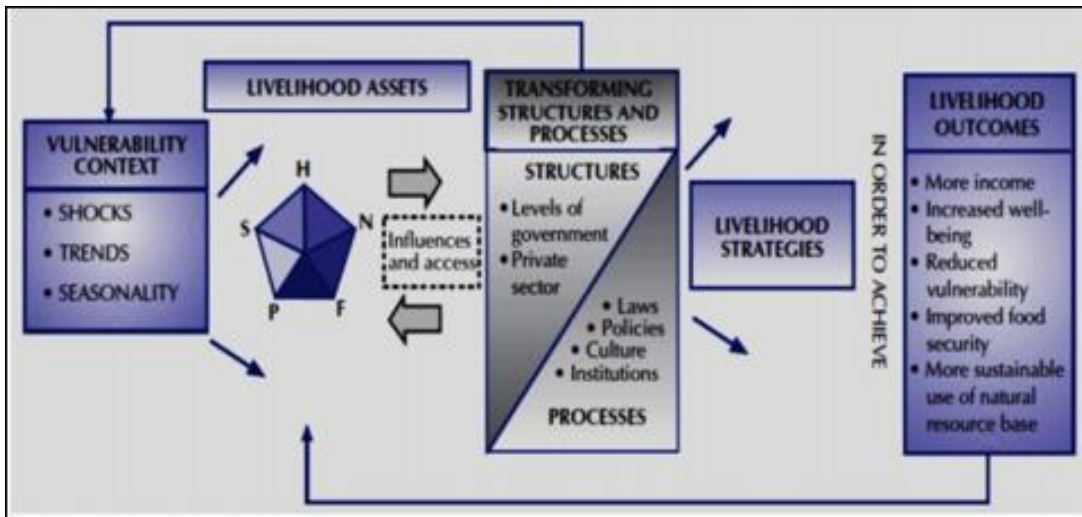 LIVELIHOOD ASSETS
VULNERABILITY
CONTEXT
• SHOCKS
• TRENDS
• SEASONALITY
H
S
N
P
F
Influences
and access
TRANSFORMING
STRUCTURES AND
PROCESSES
STRUCTURES
• Levels of
government
• Private
sector
• Laws
• Policies
• Culture
• Institutions
PROCESSES
LIVELIHOOD
STRATEGIES
IN ORDER TO ACHIEVE
LIVELIHOOD
OUTCOMES
• More income
• Increased well-
being
• Reduced
vulnerability
• Improved food
security
• More sustainable
use of natural
resource base